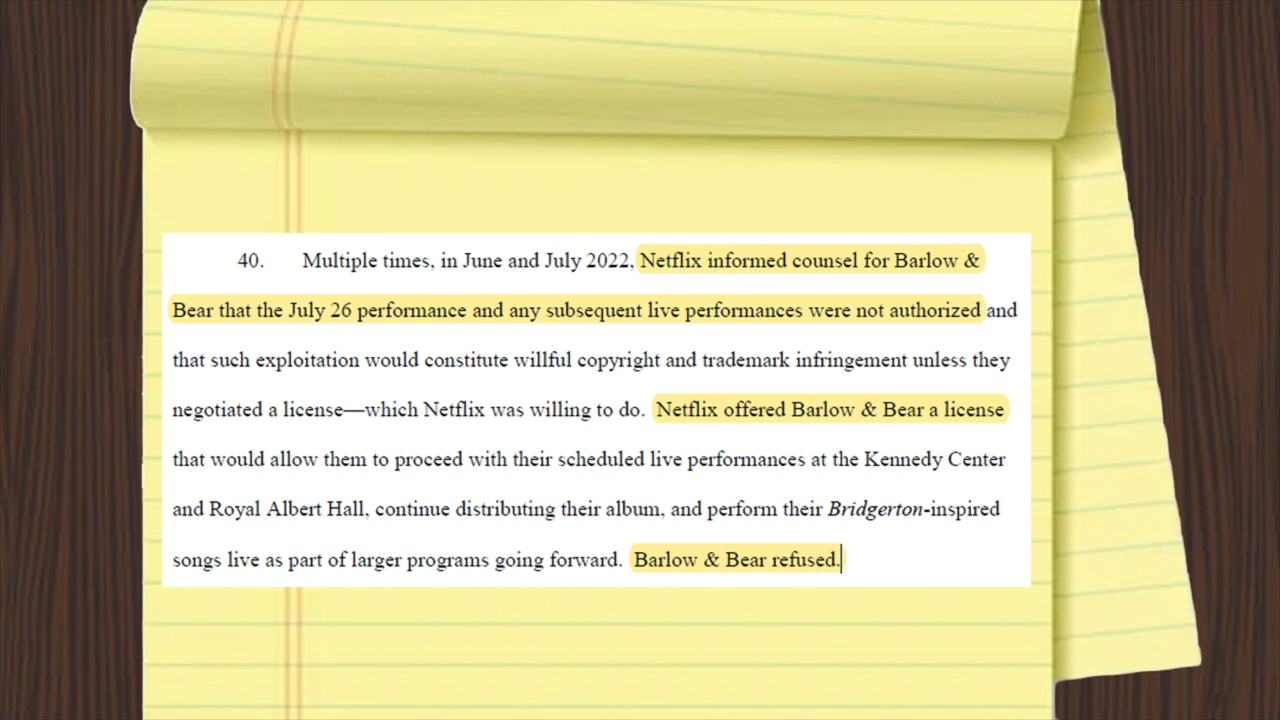 40. Multiple times, in June and July 2022, Netflix informed counsel for Barlow &
Bear that the July 26 performance and any subsequent live performances were not authorized and
that such exploitation would constitute willful copyright and trademark infringement unless they
negotiated a license—which Netflix was willing to do. Netflix offered Barlow & Bear a license
that would allow them to proceed with their scheduled live performances at the Kennedy Center
and Royal Albert Hall, continue distributing their album, and perform their Bridgerton-inspired
songs live as part of larger programs going forward. Barlow & Bear refused.